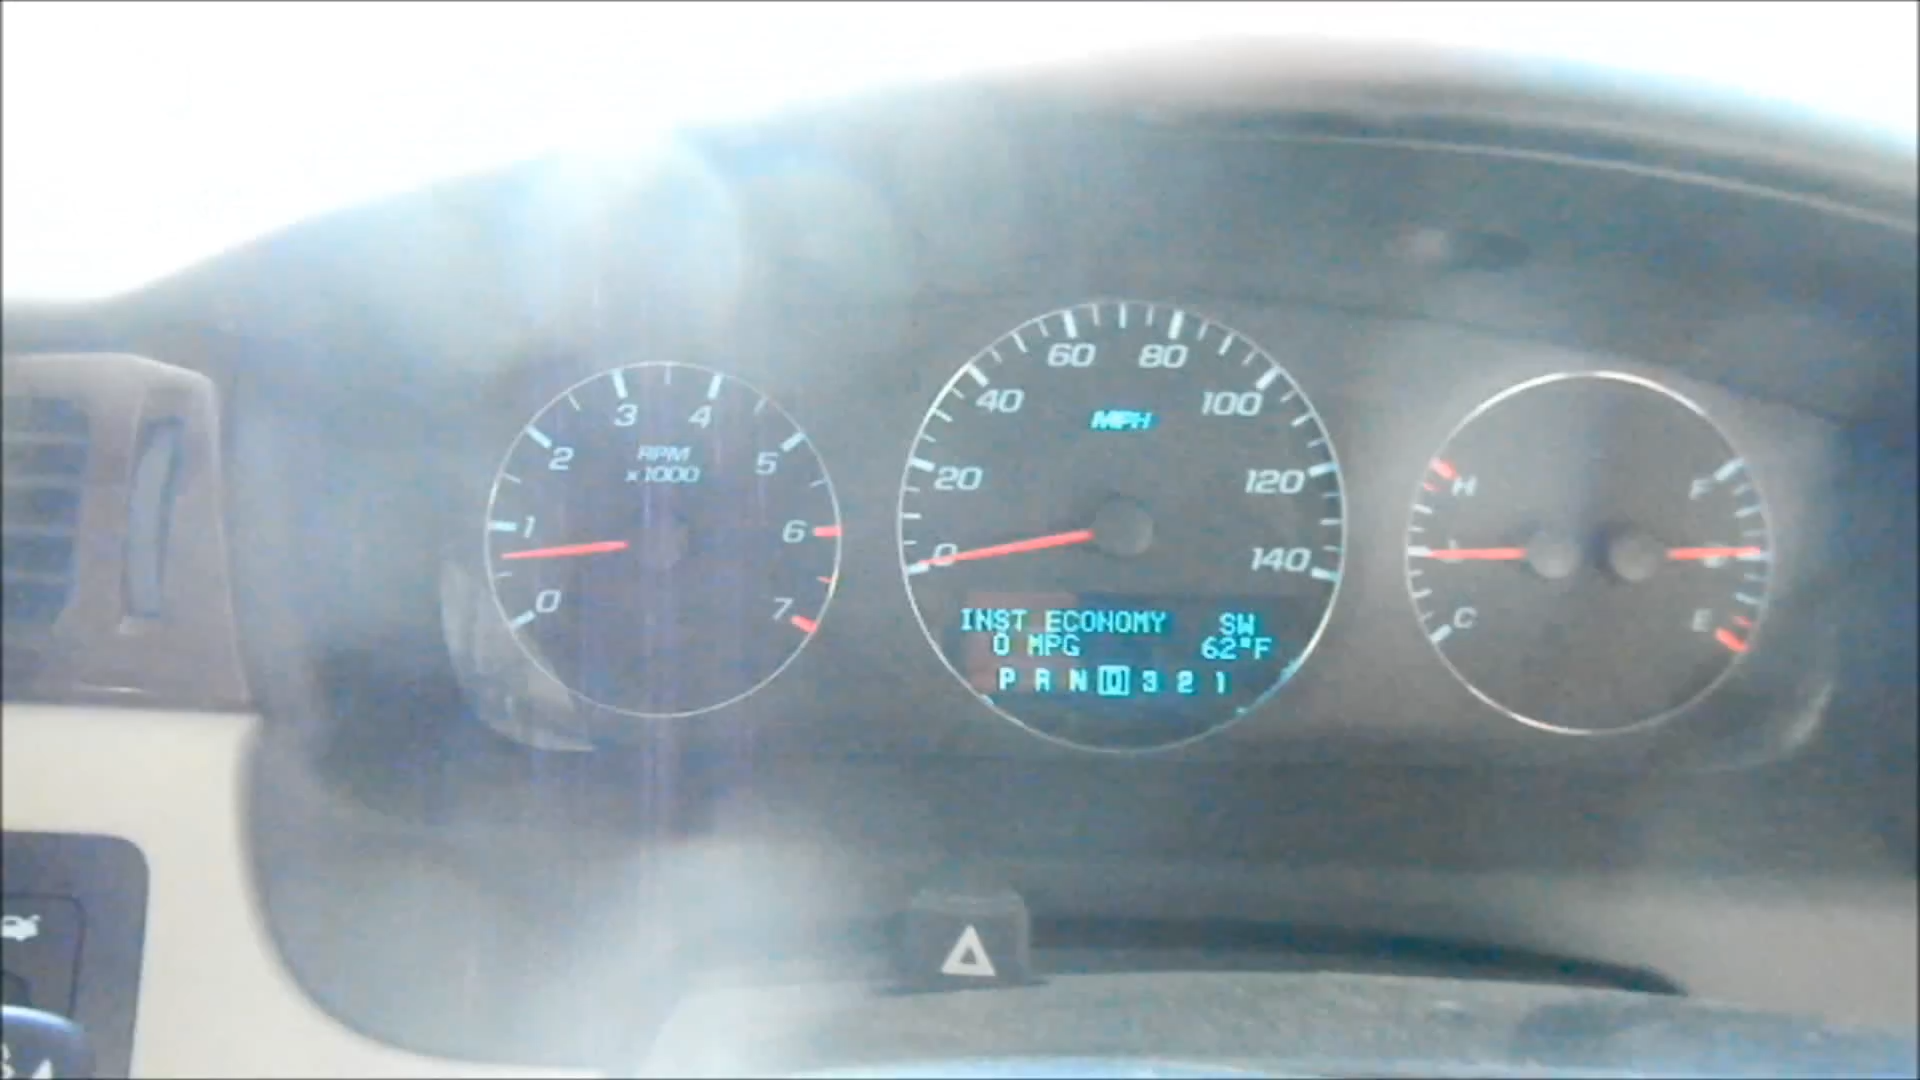 0 1 2 3 4 5 6 7
RPM
x1000
0 20 40 60 80 100 120 140
MPH
INST ECONOMY SW
0 MPG 62°F
P R N D 3 2 1
H
C
F
E